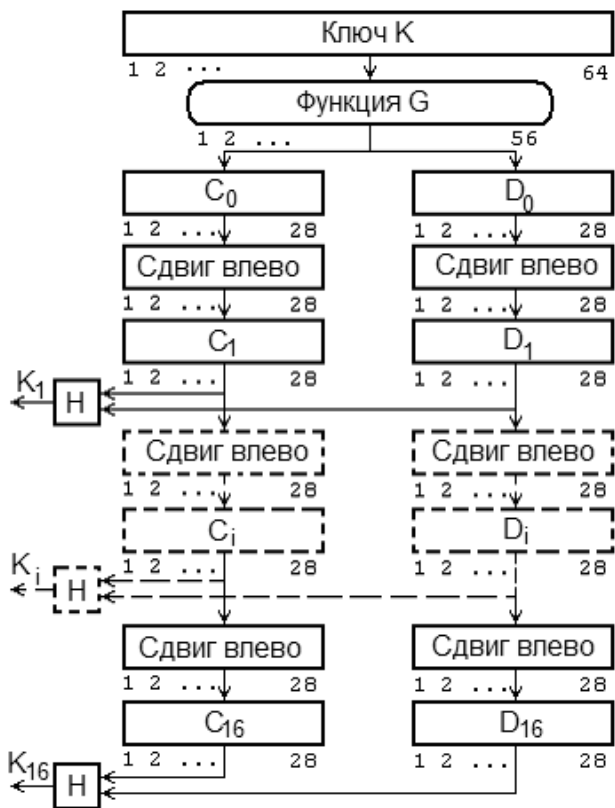 Ключ K
1 2 ... 64
Функция G
1 2 ... 56
C0 D0
1 2 ... 28 1 2 ... 28
Сдвиг влево Сдвиг влево
1 2 ... 28 1 2 ... 28
C1 D1
1 2 ... 28 1 2 ... 28
K1 H
Сдвиг влево Сдвиг влево
1 2 ... 28 1 2 ... 28
Ci Di
1 2 ... 28 1 2 ... 28
Ki H
Сдвиг влево Сдвиг влево
1 2 ... 28 1 2 ... 28
C16 D16
1 2 ... 28 1 2 ... 28
K16 H